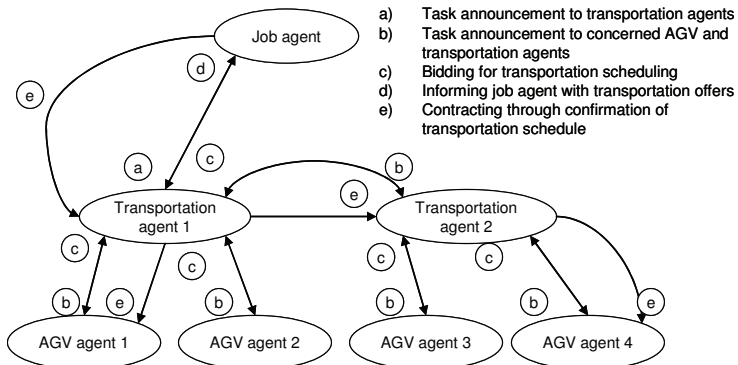 Job agent
a) Task announcement to transportation agents
b) Task announcement to concerned AGV and
transportation agents
c) Bidding for transportation scheduling
d) Informing job agent with transportation offers
e) Contracting through confirmation of
transportation schedule
d
e
a
c
b
e
Transportation
agent 1
Transportation
agent 2
c
c
c
c
b
e
b
b
b
e
AGV agent 1
AGV agent 2
AGV agent 3
AGV agent 4